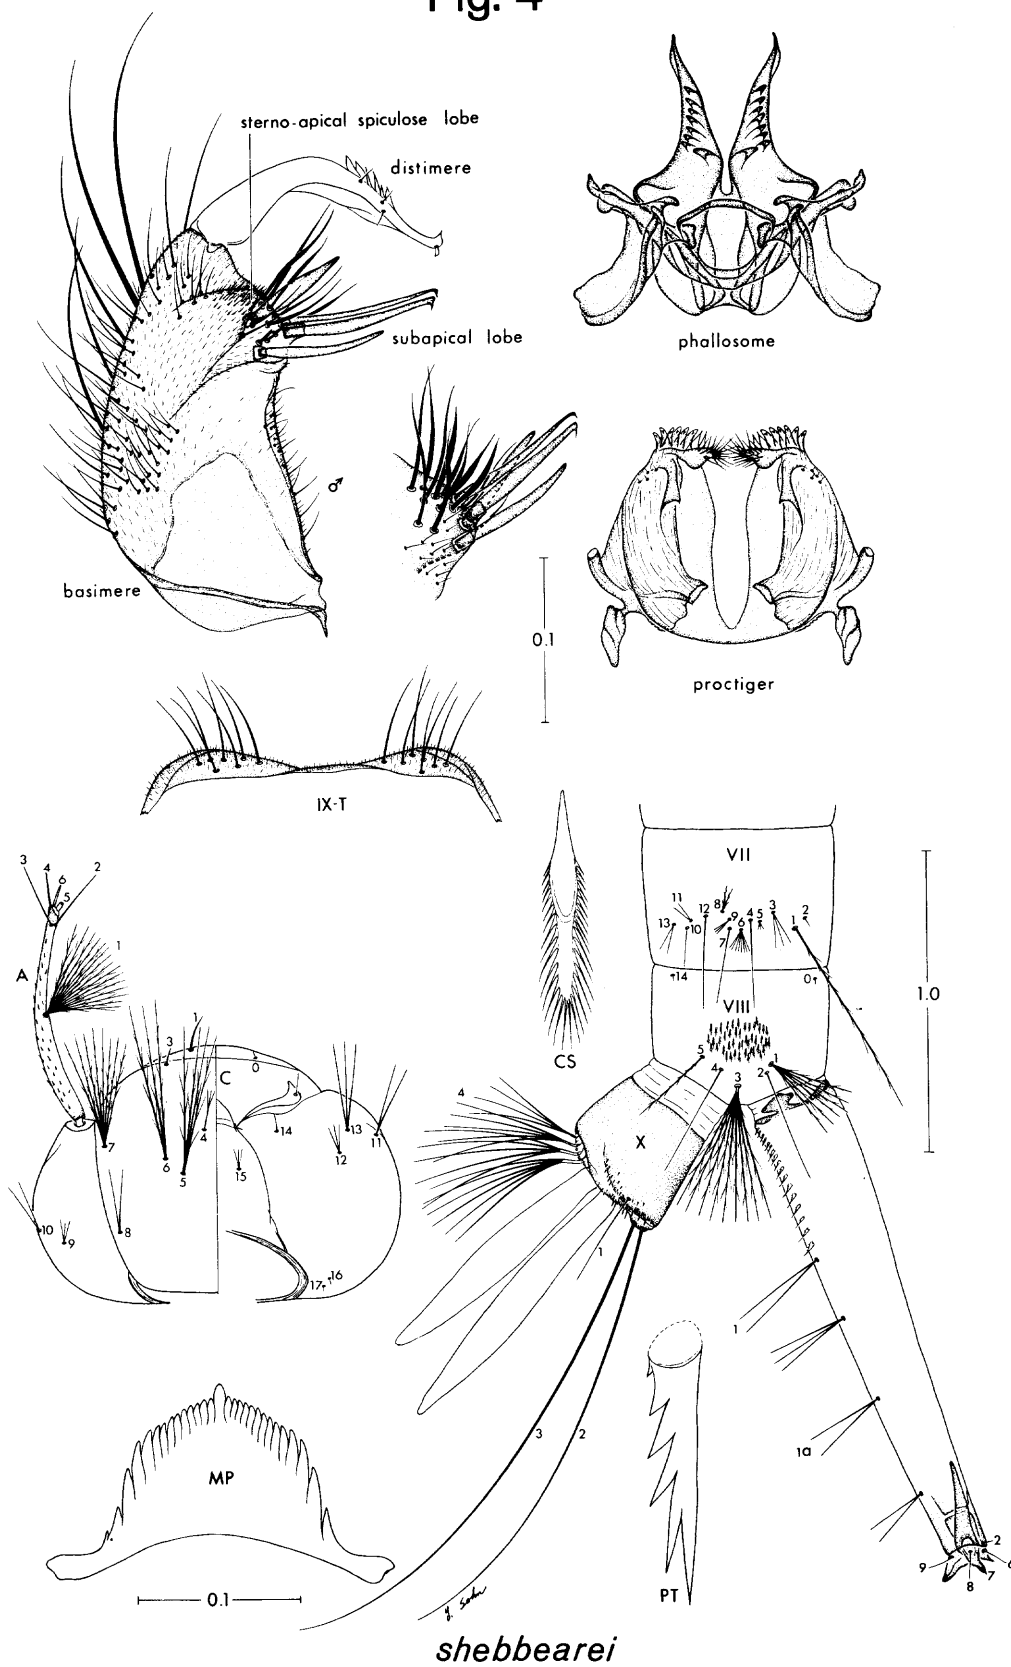 Fig. 4
sterno-apical spiculose lobe
distimere
subapical lobe
phallosome
♂
basimere
0.1
proctiger
IX-T
3 4 6 5 2
1
A
VII
11 12 8 9 4 5 3 2 1
13 10 7 6
14 0
1.0
VIII
CS
5 4 3 2 1
1
3 0
C
4
X
7 6 5 4 14 13 12 11
15
10 9 8
1
17 16
1
3 2
1a
MP
2
9 8 7 6
0.1
PT
shebbearei